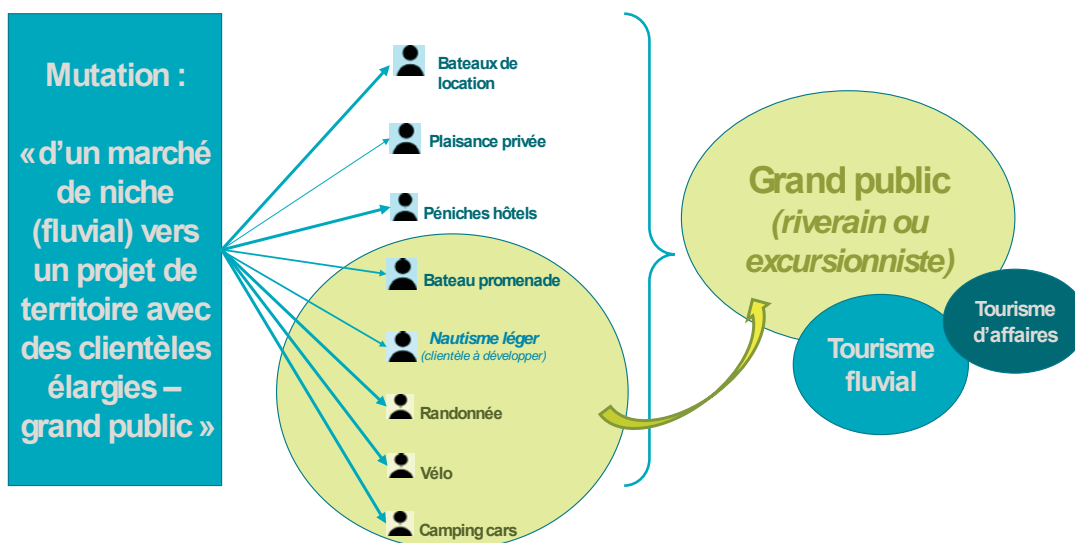 Mutation :
« d’un marché
de niche
(fluvial) vers
un projet de
territoire avec
des clientèles
élargies –
grand public »
Bateaux de
location
Plaisance privée
Péniches hôtels
Bateau promenade
Nautisme léger
(clientèle à développer)
Randonnée
Vélo
Camping cars
Grand public
(riverain ou
excursionniste)
Tourisme
fluvial
Tourisme
d’affaires